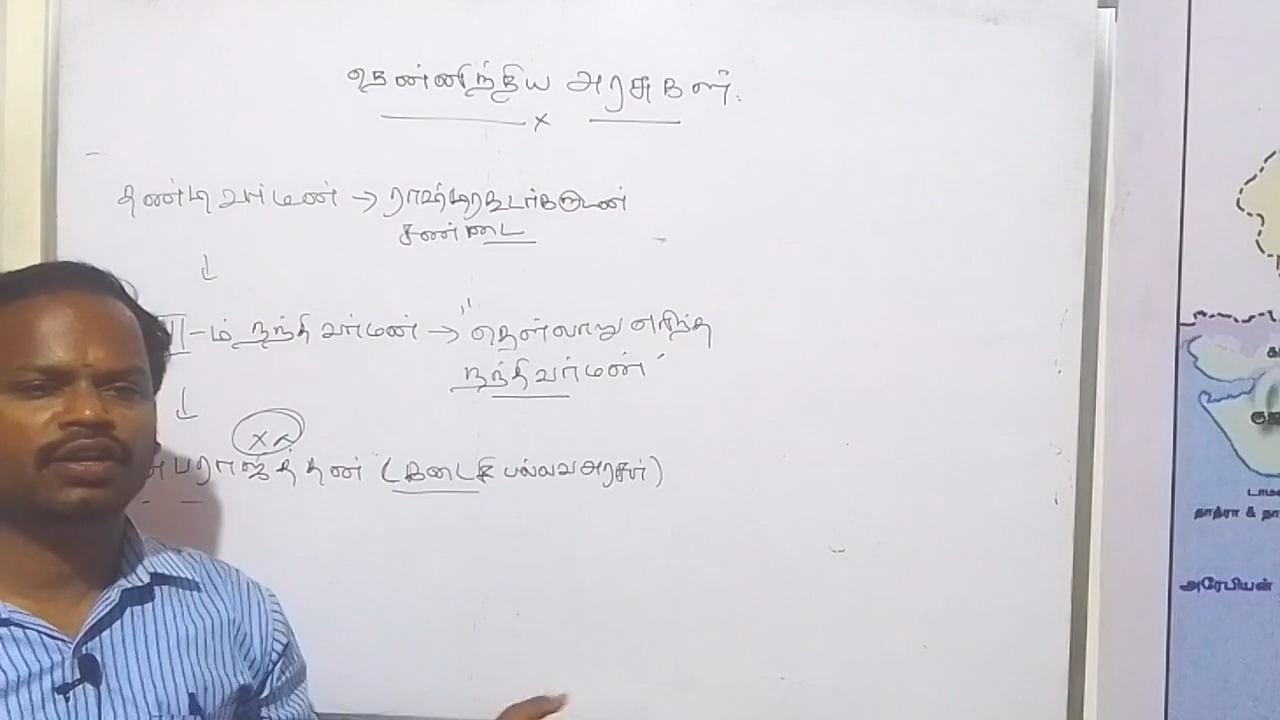 தென்னிந்திய அரசுகள்.
தண்டிவர்மன் → ராஷ்டிரகூடர்களுடன்
சண்டை
III-ம் நந்திவர்மன் → "தெள்ளாறு எறிந்த
நந்திவர்மன்"
அபராஜித்தன் (கடைசி பல்லவ அரசர்)
டாம
தாத்ரா & நா
அரேபியன்